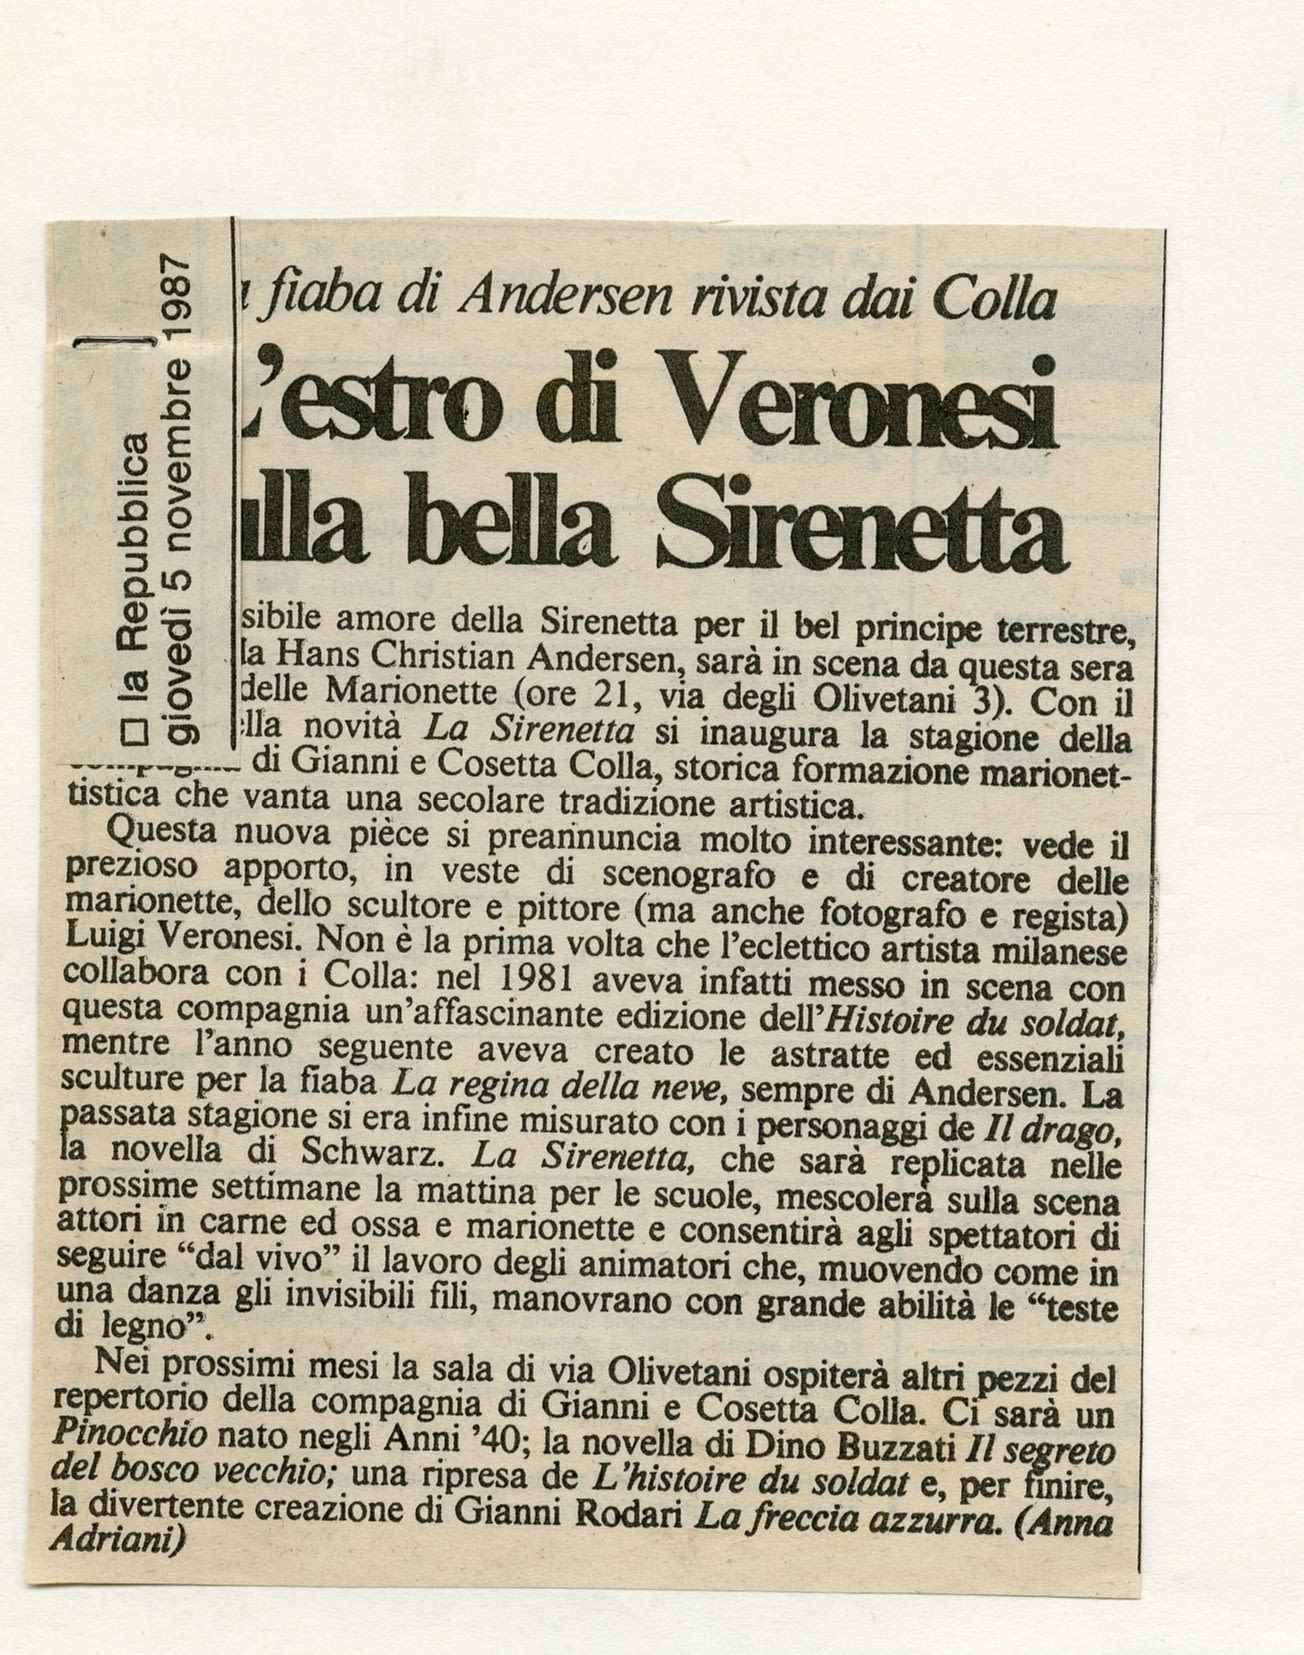 la Repubblica
giovedì 5 novembre 1987
fiaba di Andersen rivista dai Colla
L'estro di Veronesi
bella Sirenetta
amore della Sirenetta per il bel principe terrestre,
Hans Christian Andersen, sarà in scena da questa sera
delle Marionette (ore 21, via degli Olivetani 3). Con il
novità La Sirenetta si inaugura la stagione della
di Gianni e Cosetta Colla, storica formazione marionet-
tistica che vanta una secolare tradizione artistica.
Questa nuova pièce si preannuncia molto interessante: vede il
prezioso apporto, in veste di scenografo e di creatore delle
marionette, dello scultore e pittore (ma anche fotografo e regista)
Luigi Veronesi. Non è la prima volta che l'eclettico artista milanese
collabora con i Colla: nel 1981 aveva infatti messo in scena con
questa compagnia un'affascinante edizione dell'Histoire du soldat,
mentre l'anno seguente aveva creato le astratte ed essenziali
sculture per la fiaba La regina della neve, sempre di Andersen. La
passata stagione si era infine misurato con i personaggi de Il drago,
la novella di Schwarz. La Sirenetta, che sarà replicata nelle
prossime settimane la mattina per le scuole, mescolerà sulla scena
attori in carne ed ossa e marionette e consentirà agli spettatori di
seguire “dal vivo” il lavoro degli animatori che, muovendo come in
una danza gli invisibili fili, manovrano con grande abilità le “teste
di legno”.
Nei prossimi mesi la sala di via Olivetani ospiterà altri pezzi del
repertorio della compagnia di Gianni e Cosetta Colla. Ci sarà un
Pinocchio nato negli Anni '40; la novella di Dino Buzzati Il segreto
del bosco vecchio; una ripresa de L'histoire du soldat e, per finire,
la divertente creazione di Gianni Rodari La freccia azzurra. (Anna
Adriani)